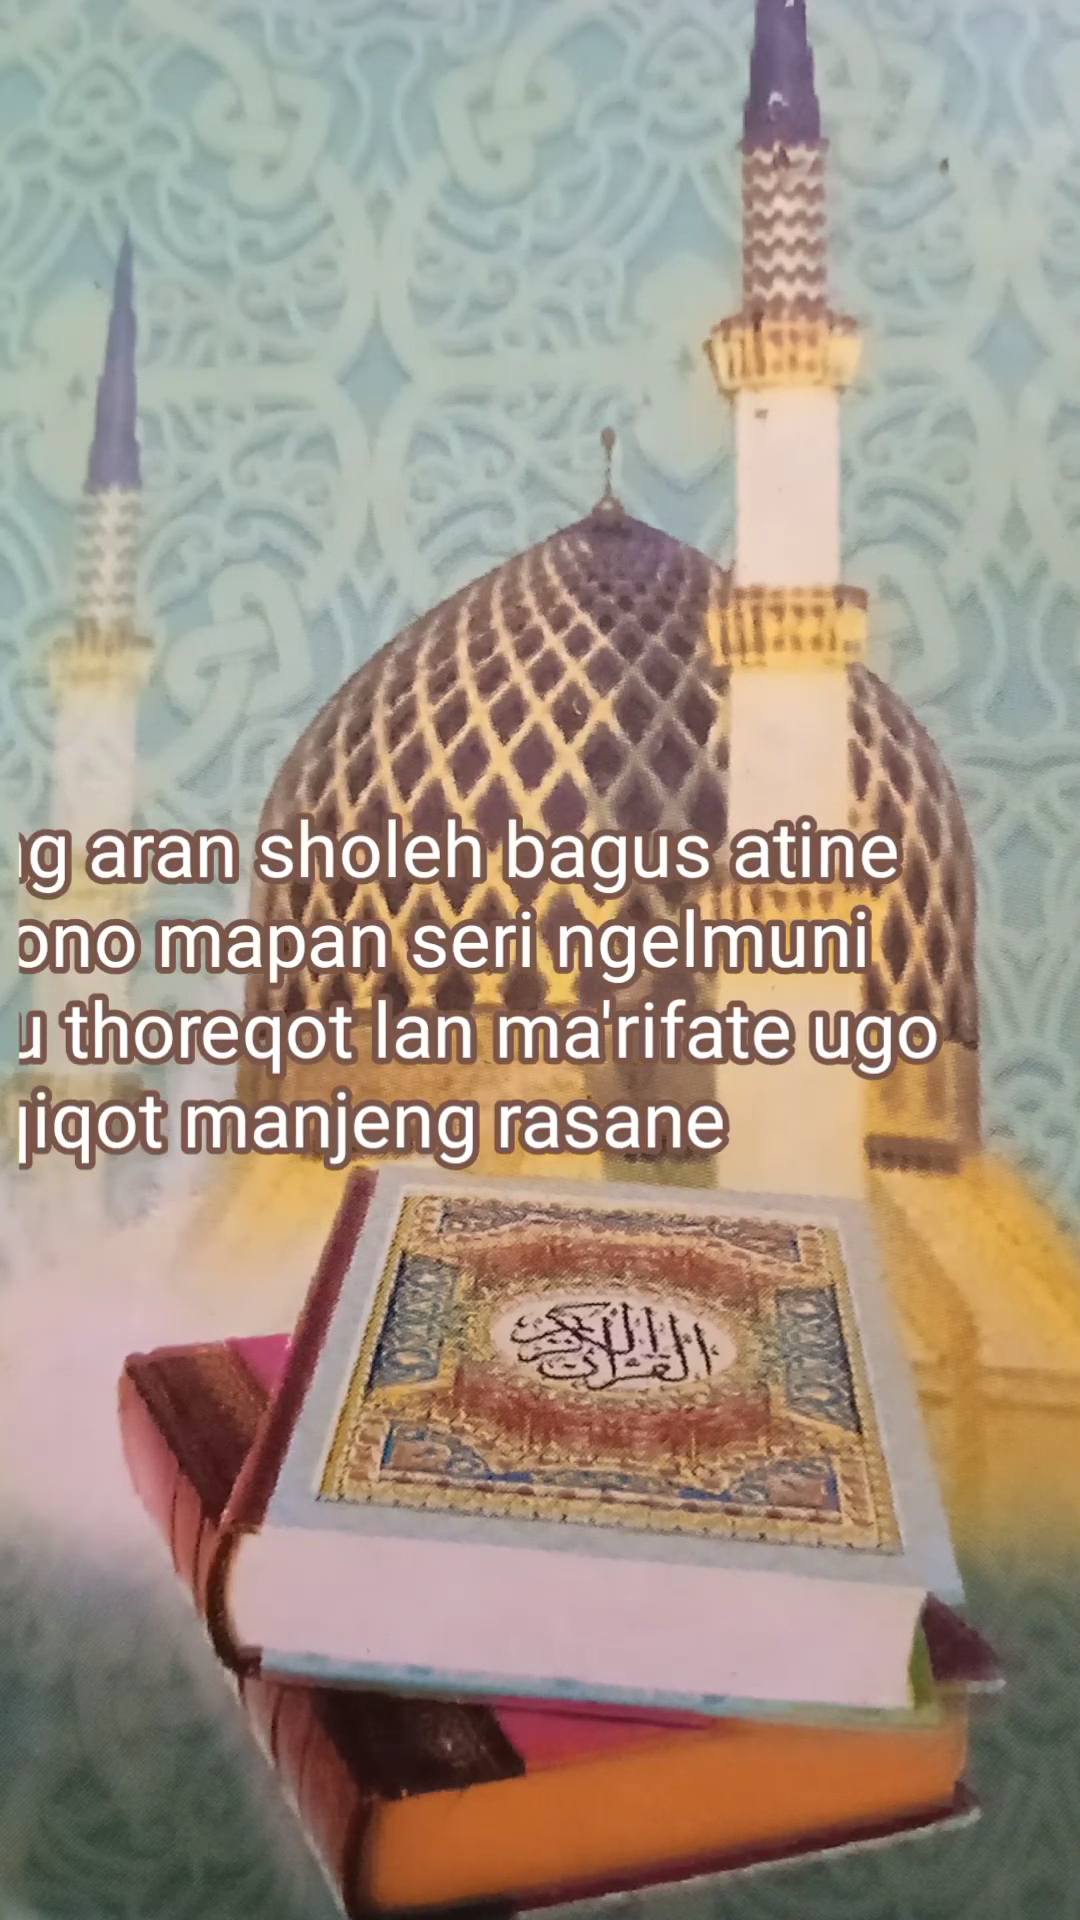 aran sholeh bagus atine
mapan seri ngelmuni
thoreqot lan ma'rifate ugo
manjeng rasane
القرآن الكريم